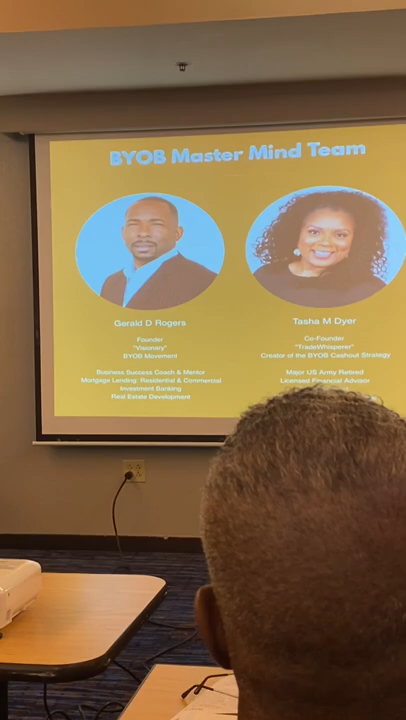 BYOB Master Mind Team
Gerald D Rogers
Founder
"Visionary"
BYOB Movement
Business Success Coach & Mentor
Mortgage Lending: Residential & Commercial
Investment Banking
Real Estate Development
Tasha M Dyer
Co-Founder
"TradeWhisperer"
Creator of the BYOB Cashout Strategy
Major US Army Retired
Licensed Financial Advisor